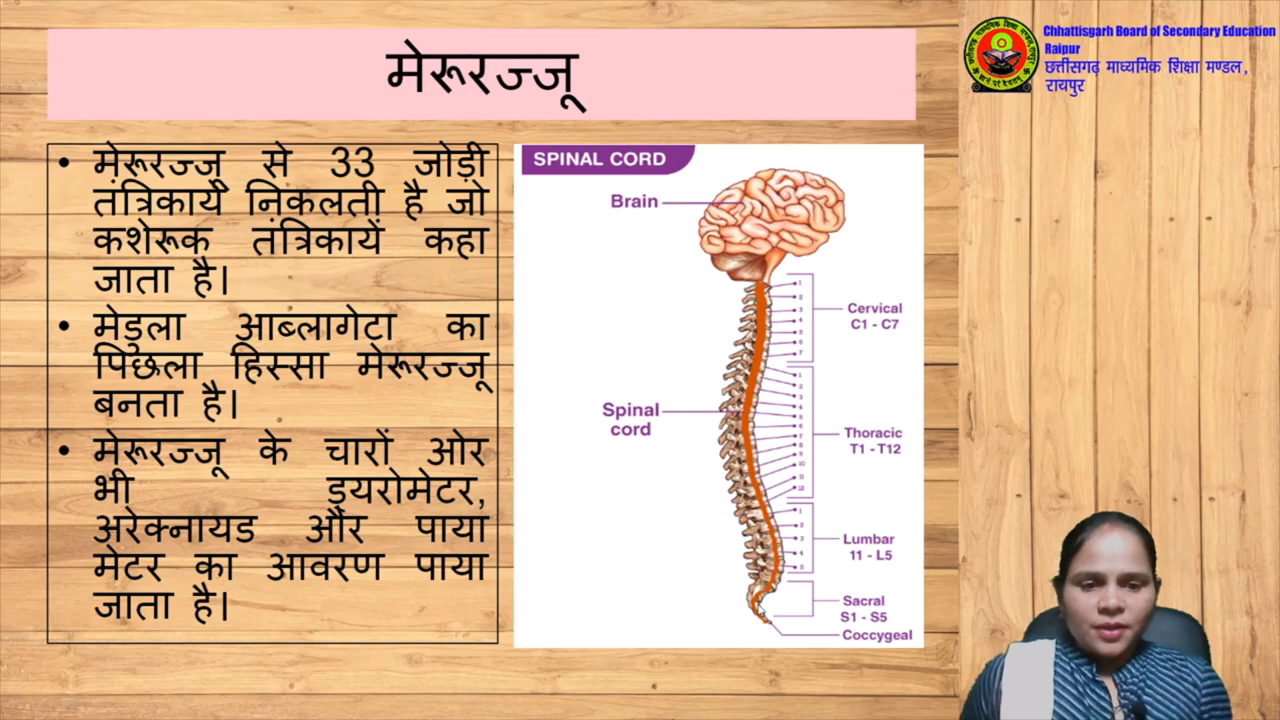 मेरूरज्जू
Chhattisgarh Board of Secondary Education
Raipur
छत्तीसगढ़ माध्यमिक शिक्षा मण्डल,
रायपुर
• मेरूरज्जू से 33 जोड़ी
तंत्रिकायें निकलती है जो
कशेरूक तंत्रिकायें कहा
जाता है।
• मेडुला आब्लागेटा का
पिछला हिस्सा मेरूरज्जू
बनता है।
• मेरूरज्जू के चारों ओर
भी ड्यरोमेटर,
अरेक्नायड और पाया
मेटर का आवरण पाया
जाता है।
SPINAL CORD
Brain
Cervical
C1 - C7
Spinal
cord
Thoracic
T1 - T12
Lumbar
11 - L5
Sacral
S1 - S5
Coccygeal